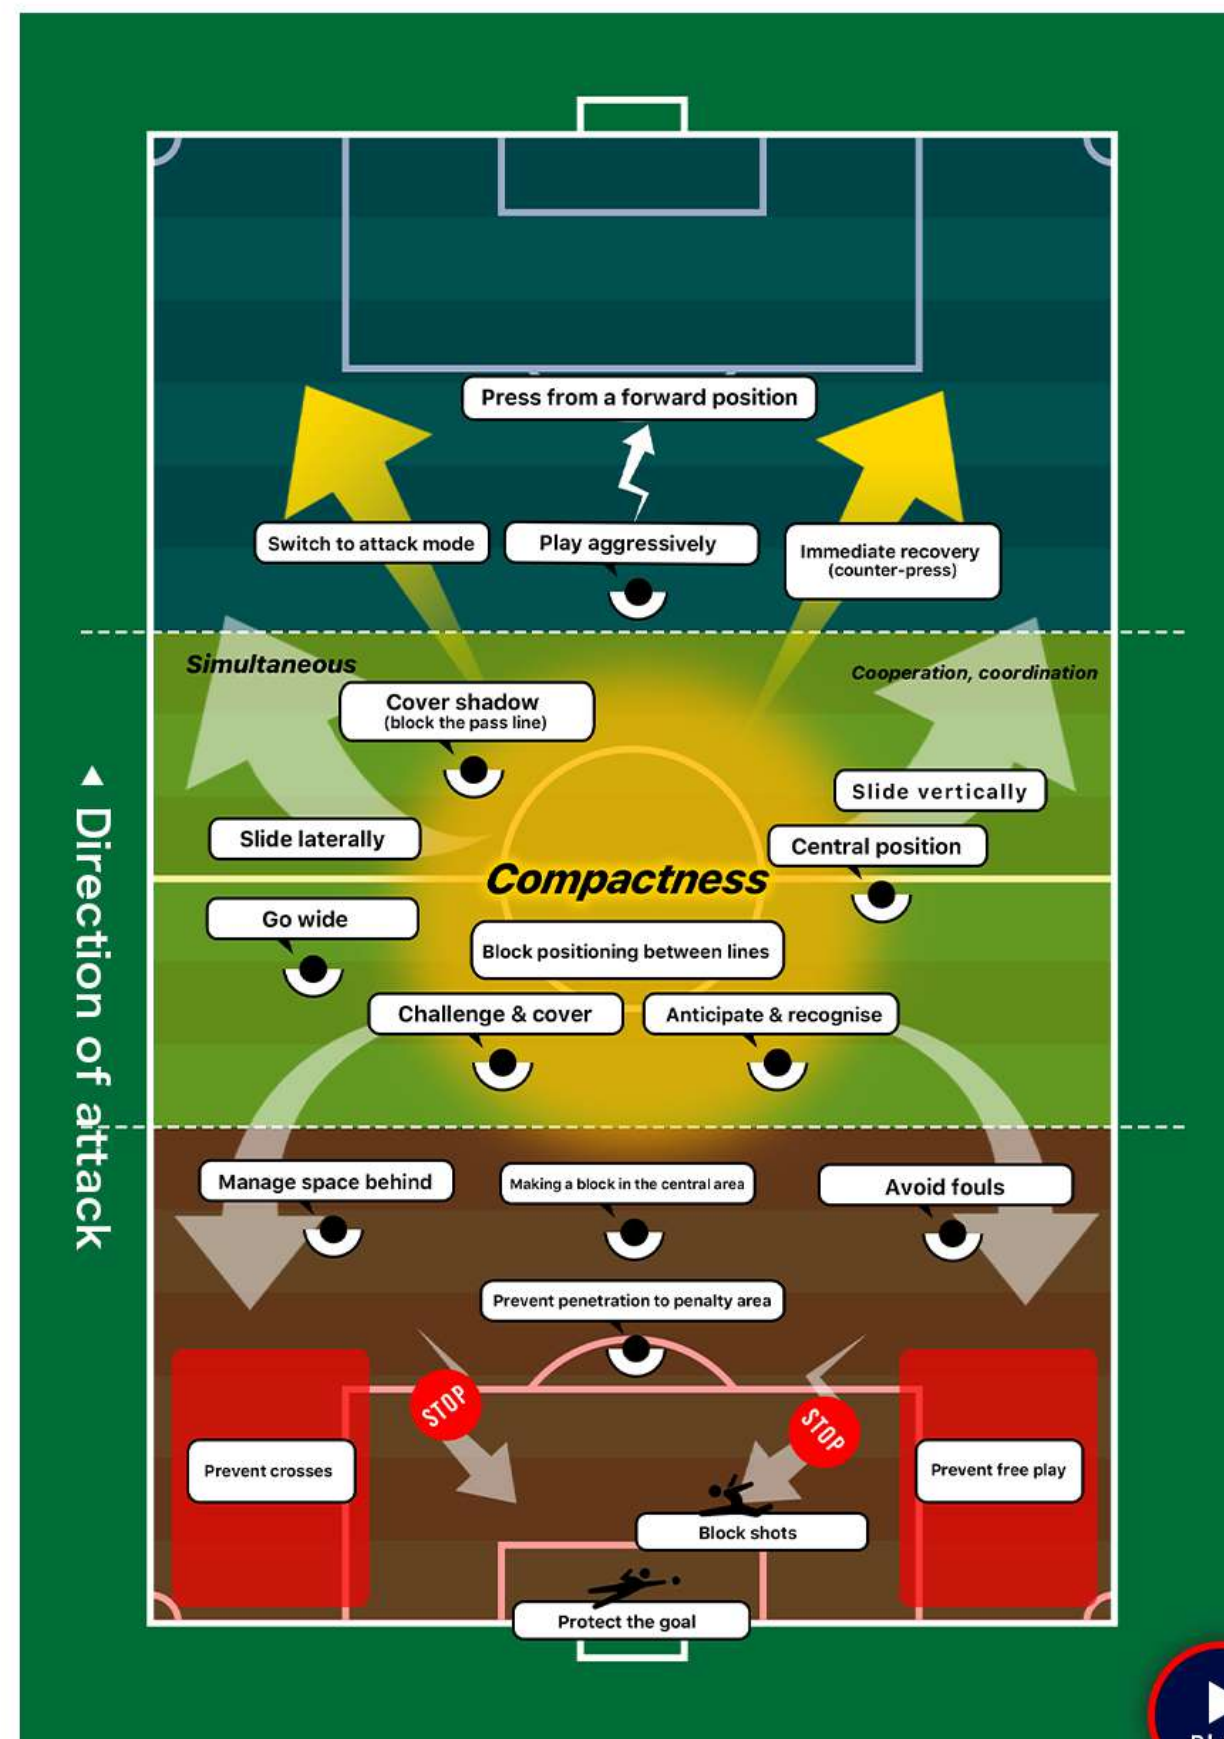 Press from a forward position
Switch to attack mode
Play aggressively
Immediate recovery
(counter-press)
Simultaneous
Cooperation, coordination
Cover shadow
(block the pass line)
Slide vertically
Slide laterally
Central position
Compactness
Go wide
Block positioning between lines
Challenge & cover
Anticipate & recognise
◀ Direction of attack
Manage space behind
Making a block in the central area
Avoid fouls
Prevent penetration to penalty area
STOP
STOP
Prevent crosses
Prevent free play
Block shots
Protect the goal